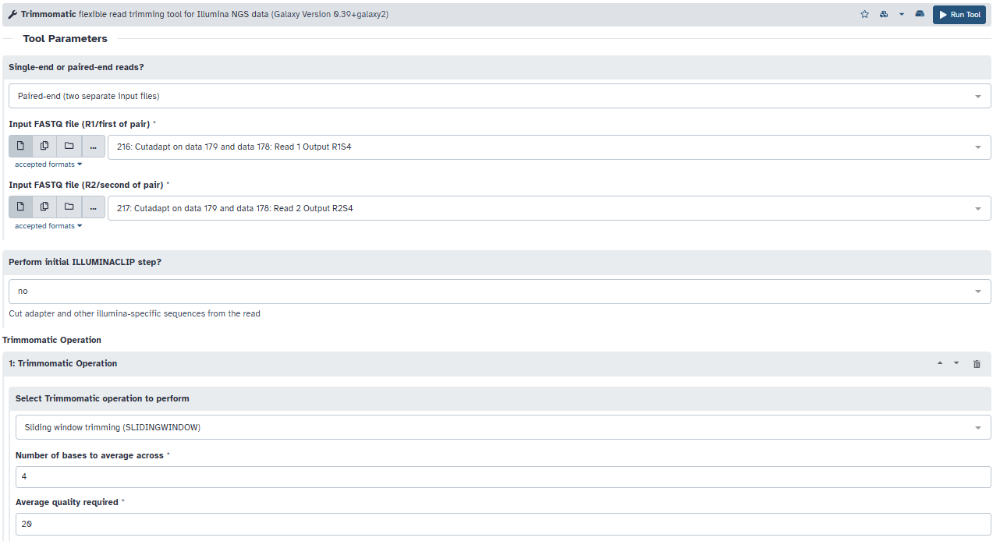 Trimmomatic flexible read trimming tool for Illumina NGS data (Galaxy Version 0.39+galaxy2)
Run Tool
Tool Parameters
Single-end or paired-end reads?
Paired-end (two separate input files)
Input FASTQ file (R1/first of pair) *
...
216: Cutadapt on data 179 and data 178: Read 1 Output R1S4
accepted formats
Input FASTQ file (R2/second of pair) *
...
217: Cutadapt on data 179 and data 178: Read 2 Output R2S4
accepted formats
Perform initial ILLUMINACLIP step?
no
Cut adapter and other illumina-specific sequences from the read
Trimmomatic Operation
1: Trimmomatic Operation
Select Trimmomatic operation to perform
Sliding window trimming (SLIDINGWINDOW)
Number of bases to average across *
4
Average quality required *
20